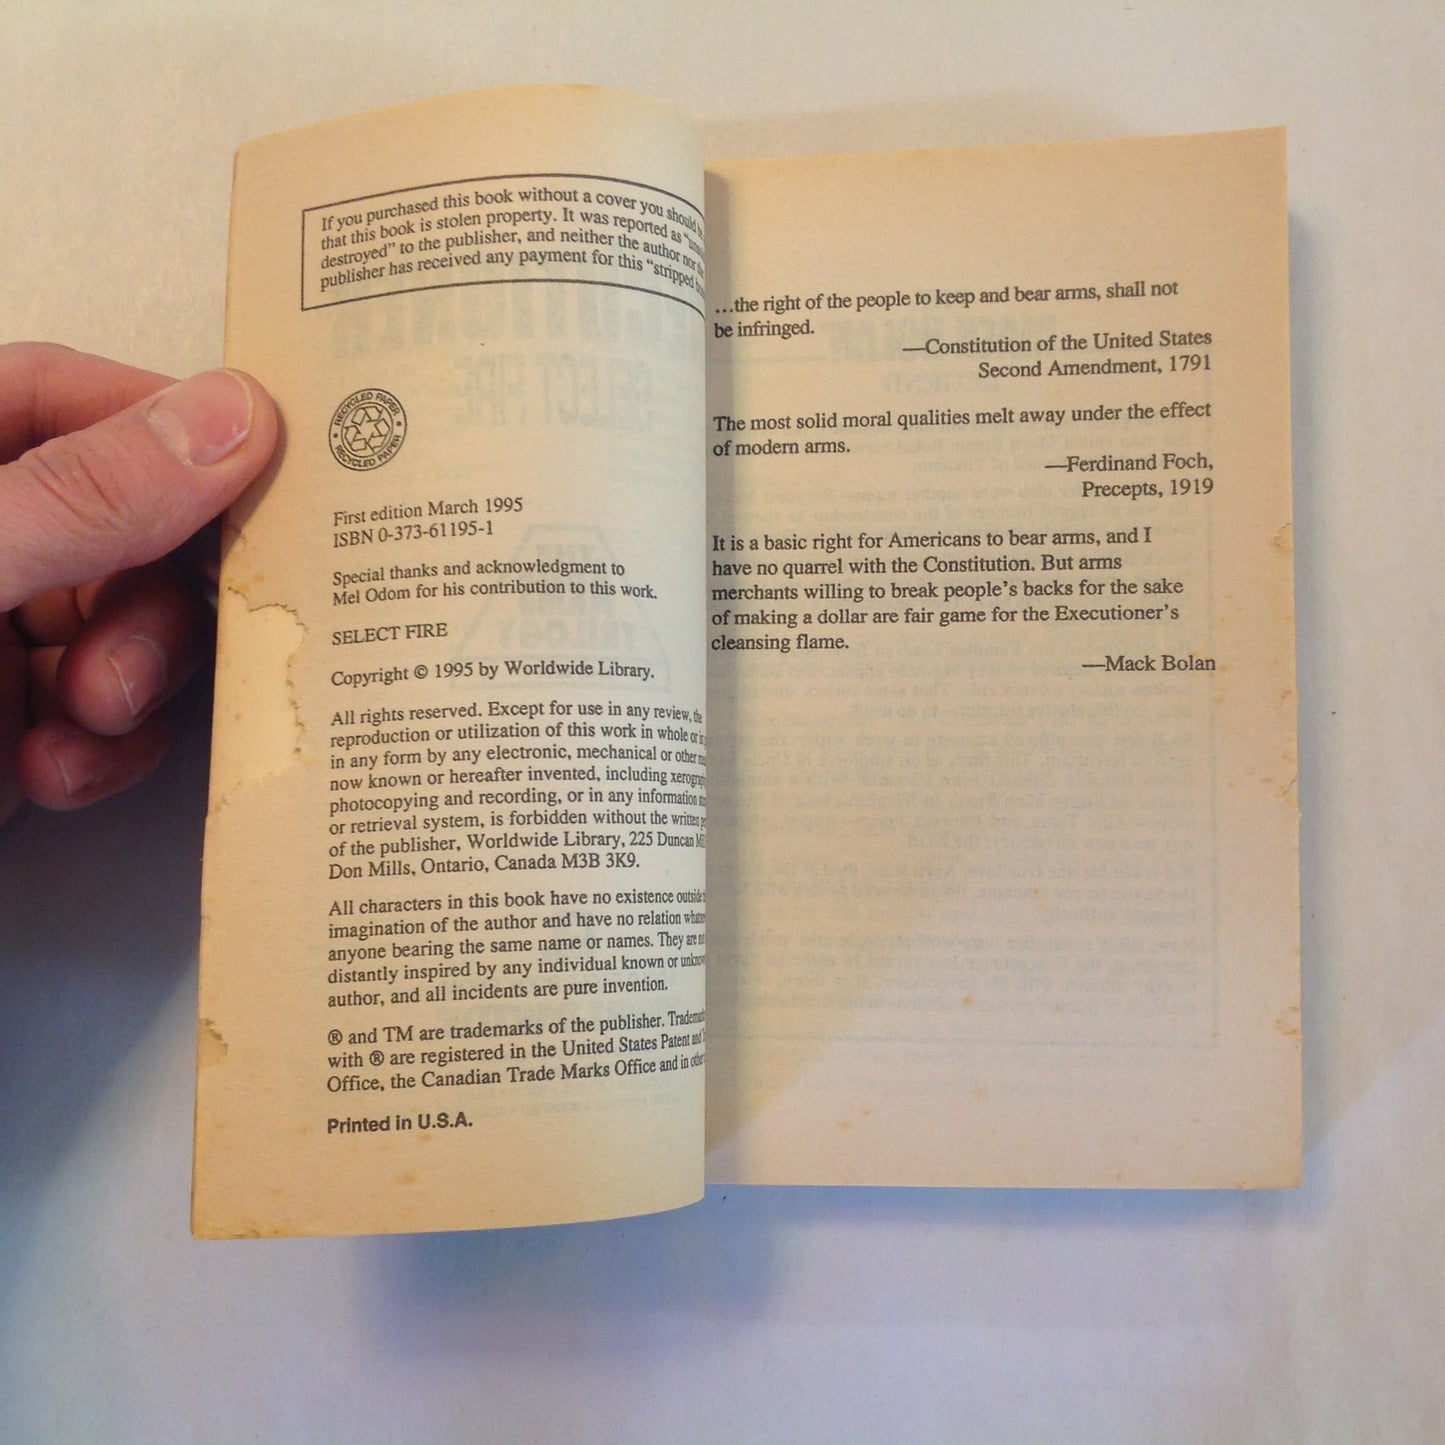 If you purchased this book without a cover you should
that this book is stolen property. It was reported as
destroyed" to the publisher, and neither the author nor
publisher has received any payment for this "stripped
RECYCLED PAPER
RECYCLED PAPER
First edition March 1995
ISBN 0-373-61195-1
Special thanks and acknowledgment to
Mel Odom for his contribution to this work.
SELECT FIRE
Copyright © 1995 by Worldwide Library.
All rights reserved. Except for use in any review, the
reproduction or utilization of this work in whole or in
in any form by any electronic, mechanical or other
now known or hereafter invented, including
photocopying and recording, or in any information
or retrieval system, is forbidden without the written
of the publisher, Worldwide Library, 225 Duncan
Don Mills, Ontario, Canada M3B 3K9.
All characters in this book have no existence outside
imagination of the author and have no relation
anyone bearing the same name or names. They are
distantly inspired by any individual known or
author, and all incidents are pure invention.
® and TM are trademarks of the publisher.
with ® are registered in the United States Patent and
Office, the Canadian Trade Marks Office and in
Printed in U.S.A.
...the right of the people to keep and bear arms, shall not
be infringed.
—Constitution of the United States
Second Amendment, 1791
The most solid moral qualities melt away under the effect
of modern arms.
—Ferdinand Foch,
Precepts, 1919
It is a basic right for Americans to bear arms, and I
have no quarrel with the Constitution. But arms
merchants willing to break people's backs for the sake
of making a dollar are fair game for the Executioner's
cleansing flame.
—Mack Bolan